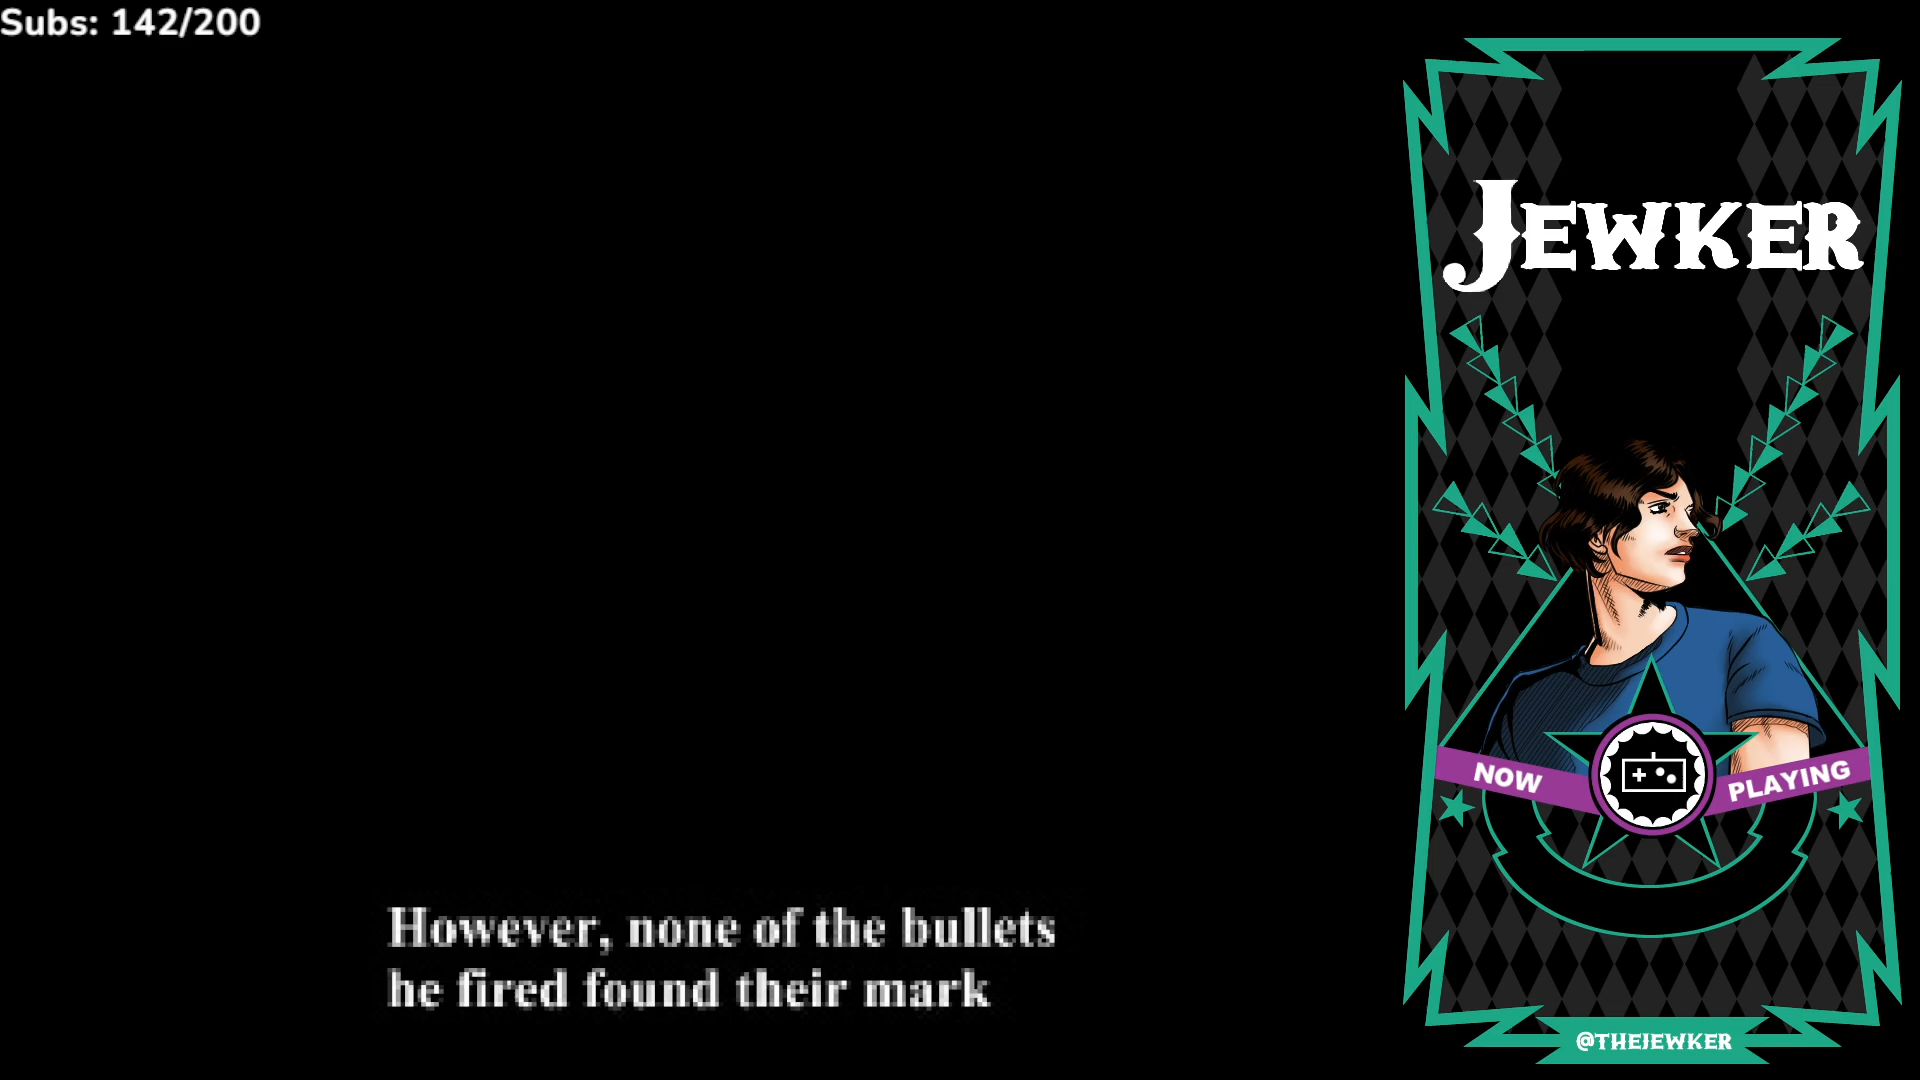 Subs: 142/200
JEWKER
NOW PLAYING
However, none of the bullets
he fired found their mark
@THEJEWKER